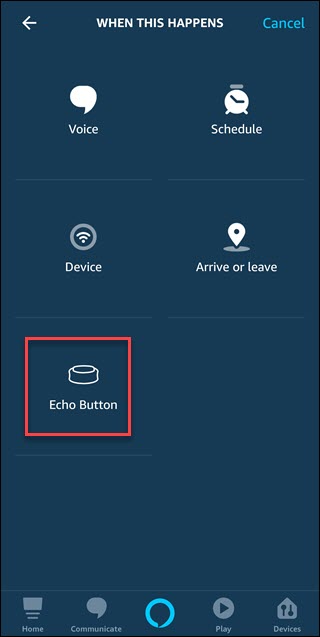 WHEN THIS HAPPENS
Cancel
Voice
Schedule
Device
Arrive or leave
Echo Button
Home
Communicate
Play
Devices